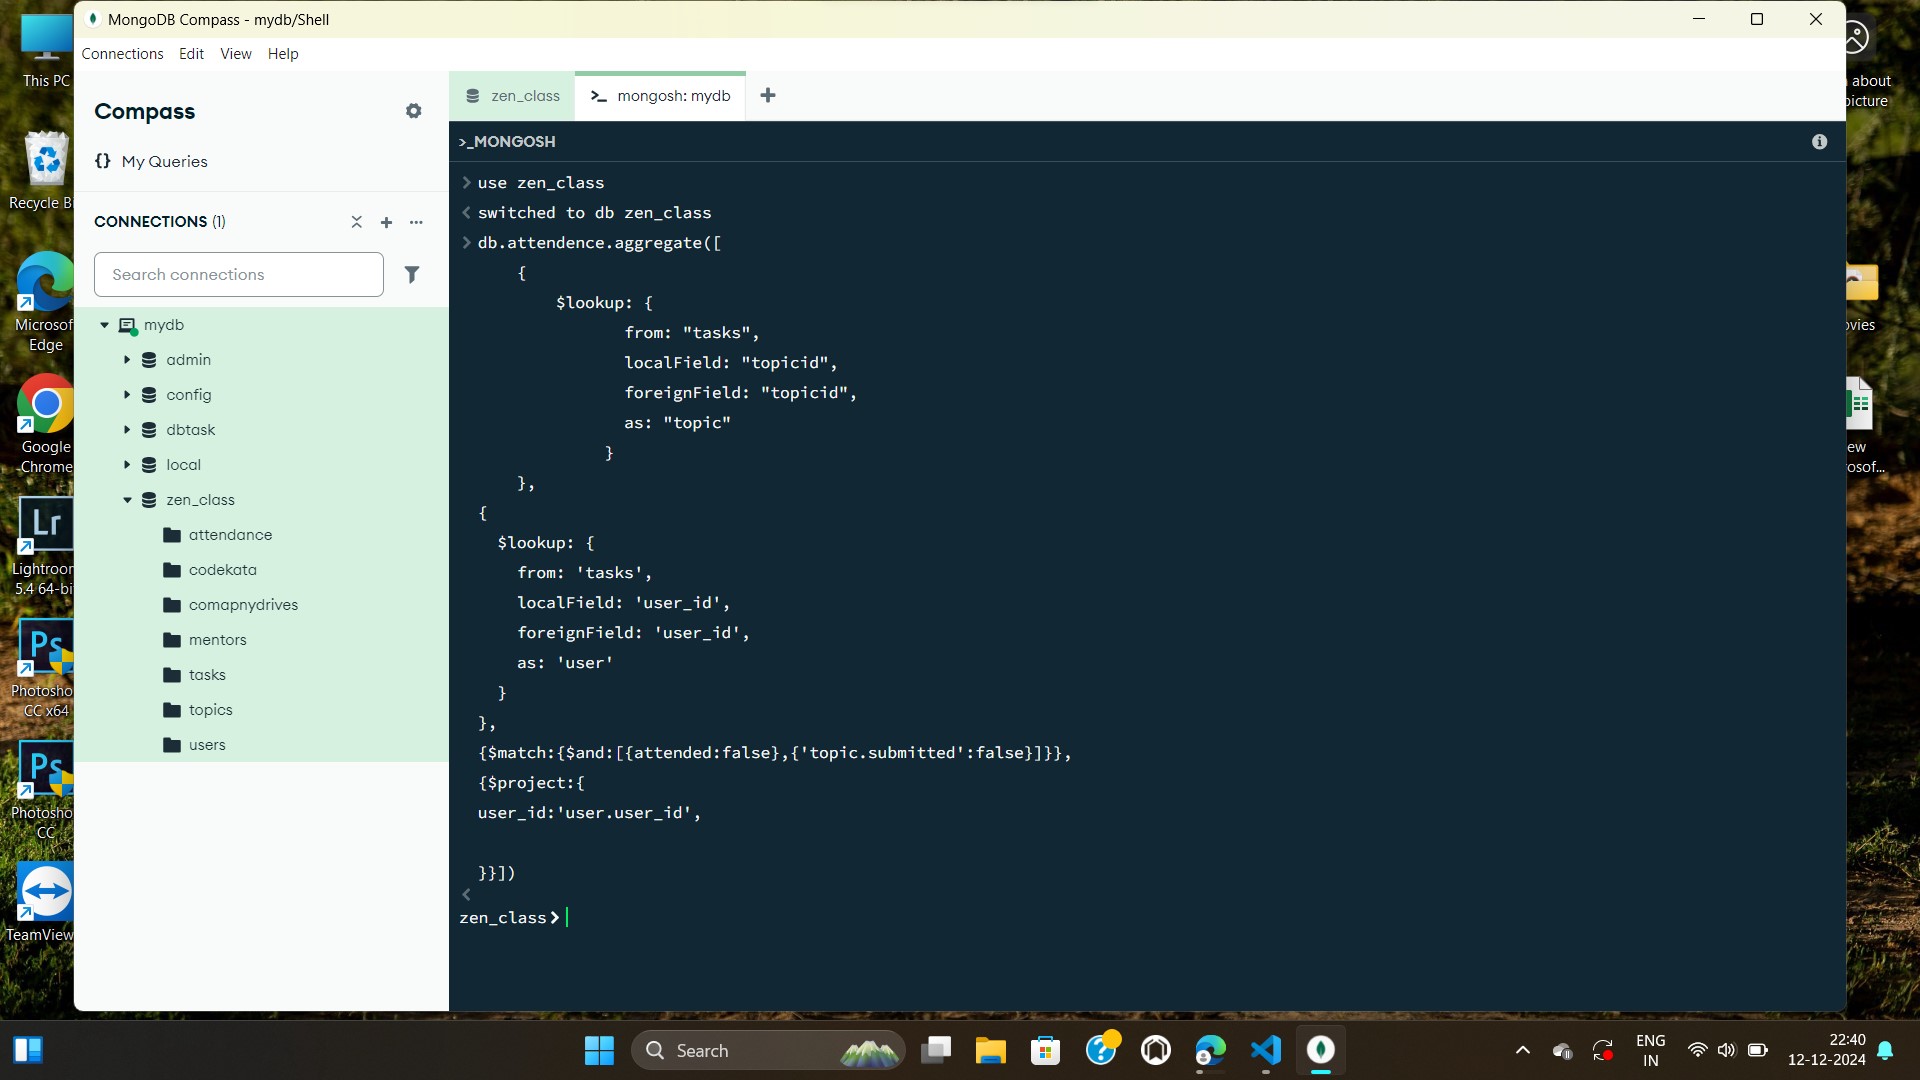 MongoDB Compass - mydb/Shell
Connections Edit View Help
This PC
Recycle B
Microsof
Edge
Google
Chrome
Lr
Lightroor
5.4 64-bi
Ps
Photosho
CC x64
Ps
Photosho
CC
TeamView
Compass
{} My Queries
CONNECTIONS (1)
Search connections
mydb
admin
config
dbtask
local
zen_class
attendance
codekata
comapnydrives
mentors
tasks
topics
users
zen_class
mongosh: mydb
>_MONGOSH
use zen_class
switched to db zen_class
db.attendence.aggregate([
{
$lookup: {
from: "tasks",
localField: "topicid",
foreignField: "topicid",
as: "topic"
}
},
{
$lookup: {
from: 'tasks',
localField: 'user_id',
foreignField: 'user_id',
as: 'user'
}
},
{$match:{$and:[{attended:false},{'topic.submitted':false}]}},
{$project:{
user_id:'user.user_id',
}}])
zen_class>
about
picture
ovies
ew
osof...
Search
ENG
IN
22:40
12-12-2024